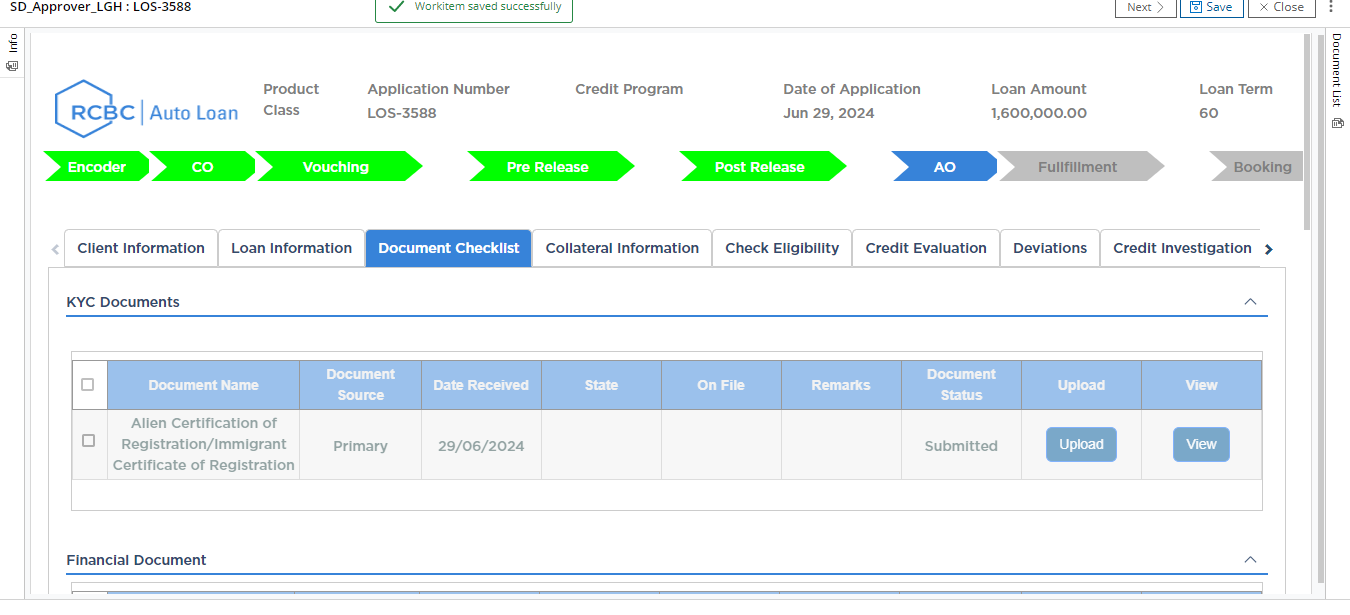 SD_Approver_LGH : LOS-3588
Workitem saved successfully
Next
Save
Close
Info
Document List
RCBC Auto Loan
Product Class
Application Number
LOS-3588
Credit Program
Date of Application
Jun 29, 2024
Loan Amount
1,600,000.00
Loan Term
60
Encoder
CO
Vouching
Pre Release
Post Release
AO
Fullfillment
Booking
Client Information
Loan Information
Document Checklist
Collateral Information
Check Eligibility
Credit Evaluation
Deviations
Credit Investigation
KYC Documents
Document Name
Document Source
Date Received
State
On File
Remarks
Document Status
Upload
View
Alien Certification of
Registration/Immigrant
Certificate of Registration
Primary
29/06/2024
Submitted
Upload
View
Financial Document